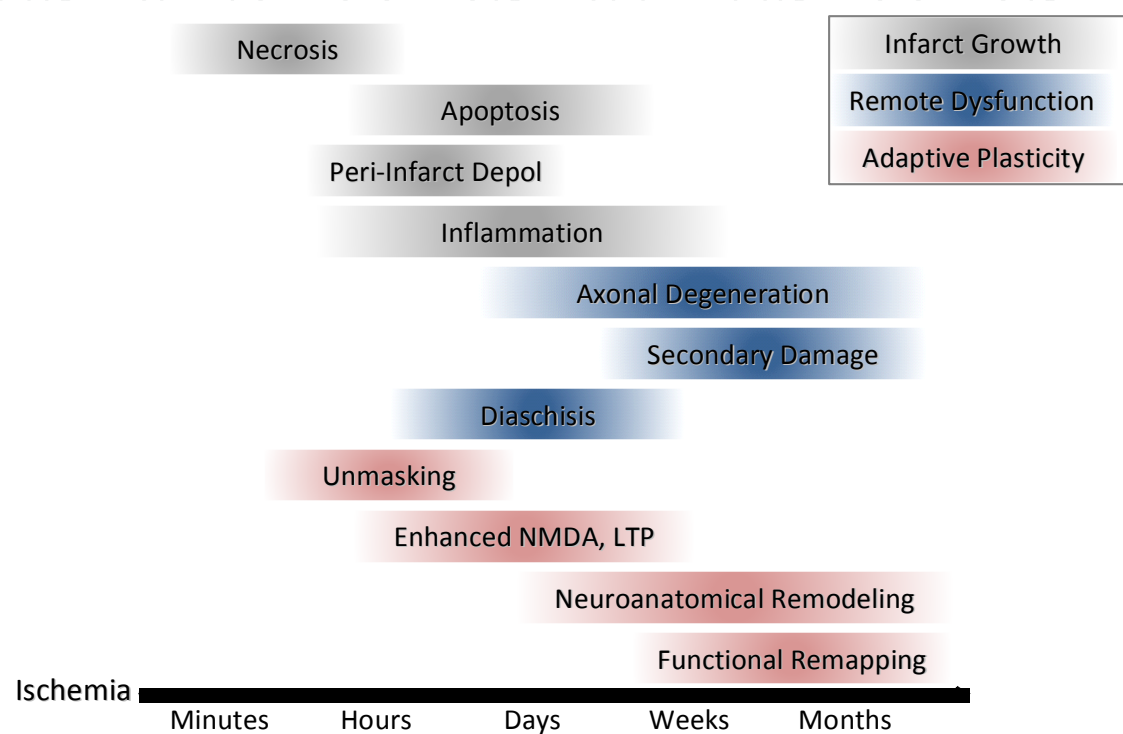 Necrosis
Infarct Growth
Remote Dysfunction
Adaptive Plasticity
Apoptosis
Peri-Infarct Depol
Inflammation
Axonal Degeneration
Secondary Damage
Diaschisis
Unmasking
Enhanced NMDA, LTP
Neuroanatomical Remodeling
Functional Remapping
Ischemia
Minutes Hours Days Weeks Months